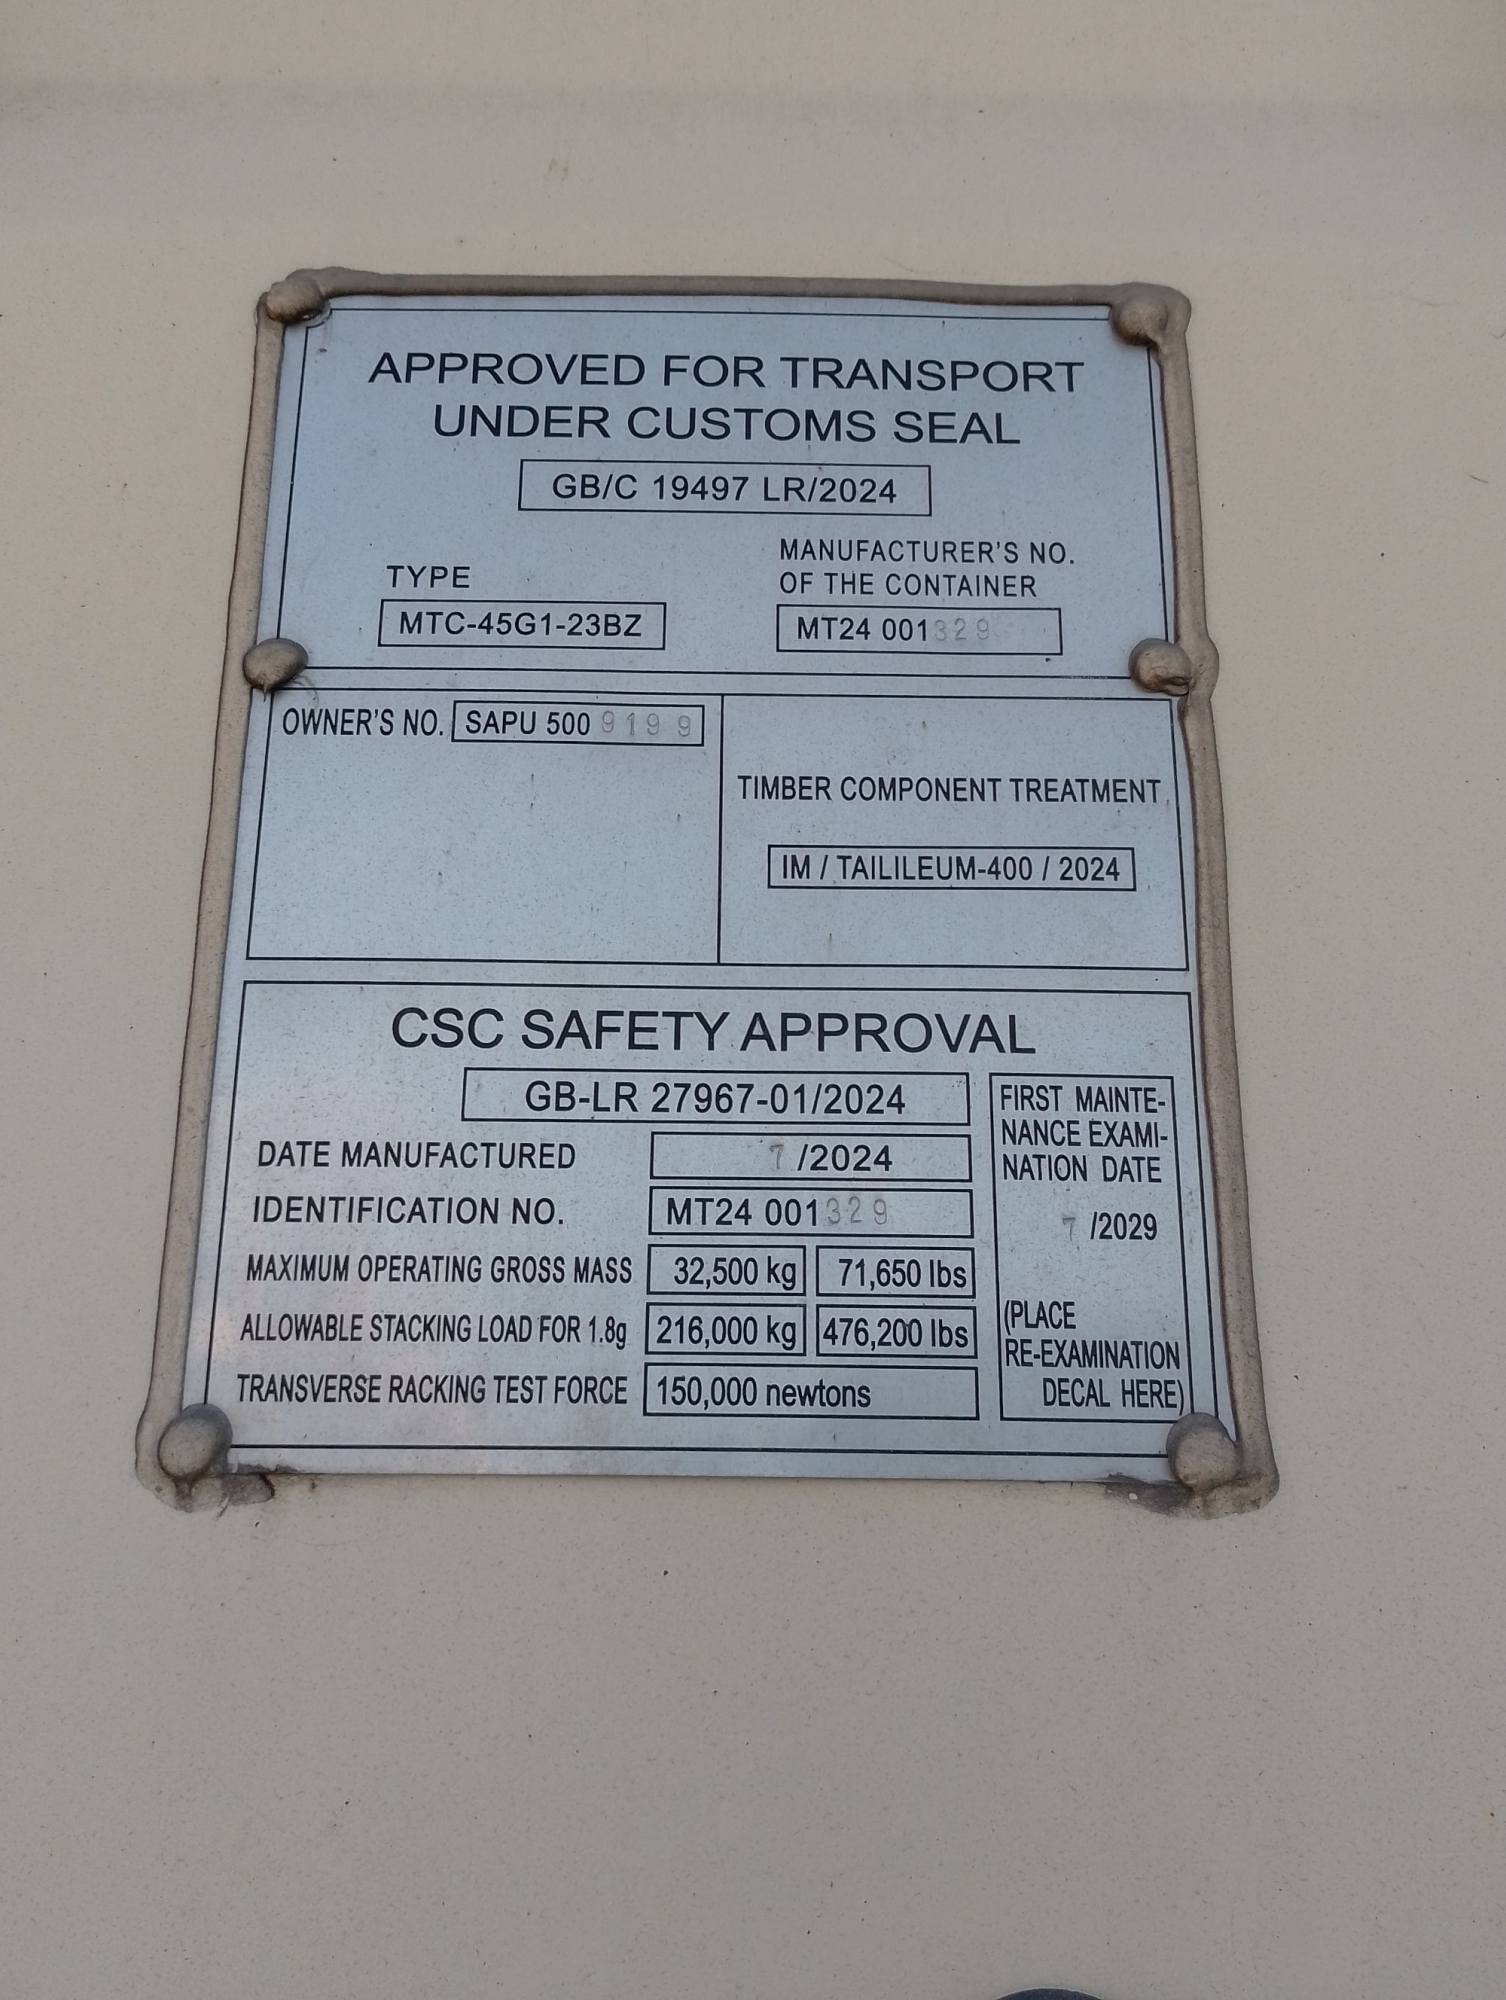 APPROVED FOR TRANSPORT
UNDER CUSTOMS SEAL
GB/C 19497 LR/2024
TYPE
MTC-45G1-23BZ
MANUFACTURER'S NO.
OF THE CONTAINER
MT24 001329
OWNER'S NO. SAPU 500 919 9
TIMBER COMPONENT TREATMENT
IM / TAILILEUM-400 / 2024
CSC SAFETY APPROVAL
GB-LR 27967-01/2024
DATE MANUFACTURED 7 /2024
IDENTIFICATION NO. MT24 001329
MAXIMUM OPERATING GROSS MASS 32,500 kg 71,650 lbs
ALLOWABLE STACKING LOAD FOR 1.8g 216,000 kg 476,200 lbs
TRANSVERSE RACKING TEST FORCE 150,000 newtons
FIRST MAINTE-
NANCE EXAMI-
NATION DATE
7 /2029
(PLACE
RE-EXAMINATION
DECAL HERE)